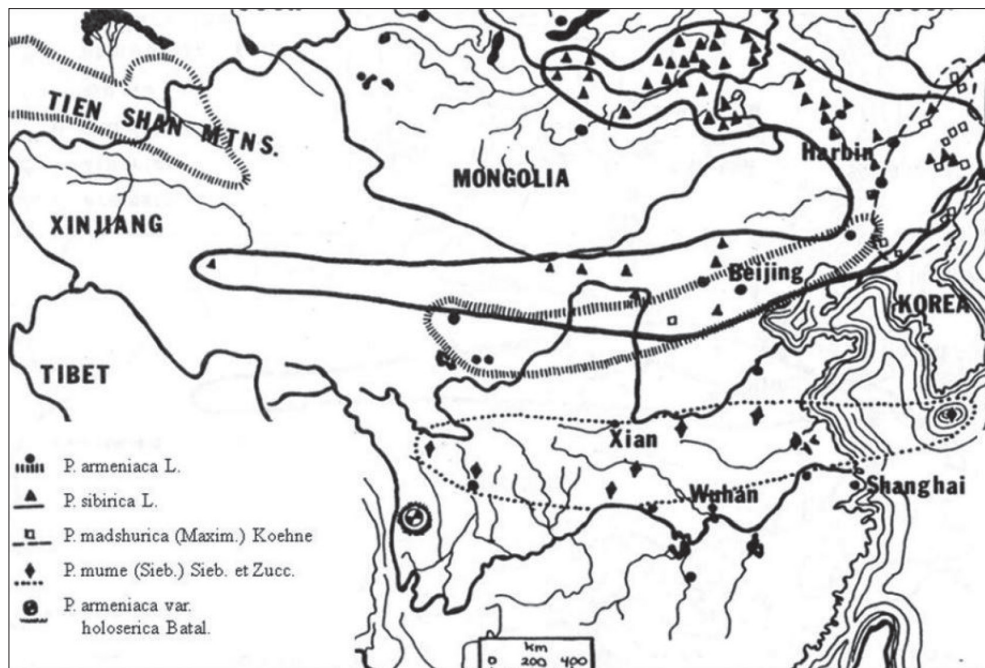 TIEN SHAN MTNS.
Harbin
MONGOLIA
XINJIANG
Beijing
KOREA
TIBET
Xian
Wuhan
Shanghai
P. armeniaca L.
P. sibirica L.
P. madshurica (Maxim.) Koehne
P. mume (Sieb.) Sieb. et Zucc.
P. armeniaca var.
holoserica Batal.
km
0 200 400